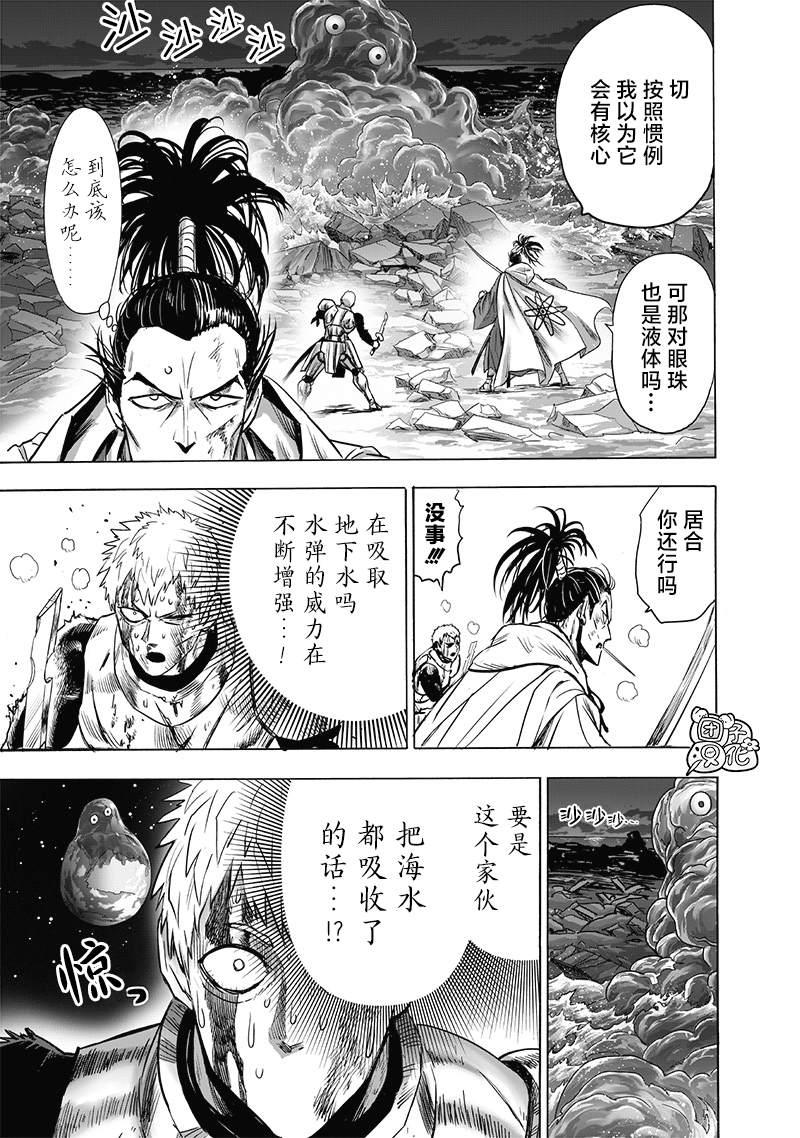 切
按照惯例
我以为它
会有核心
沙沙沙沙
可那对眼珠
也是液体吗…
到底该
怎么办呢……
居合
你还行吗
没事!!!
在吸取
地下水吗
水弹的威力在
不断增强…!
沙沙沙…
要是
这个家伙
把海水
都吸收了
的话…!?
惊っ
团子
汉化